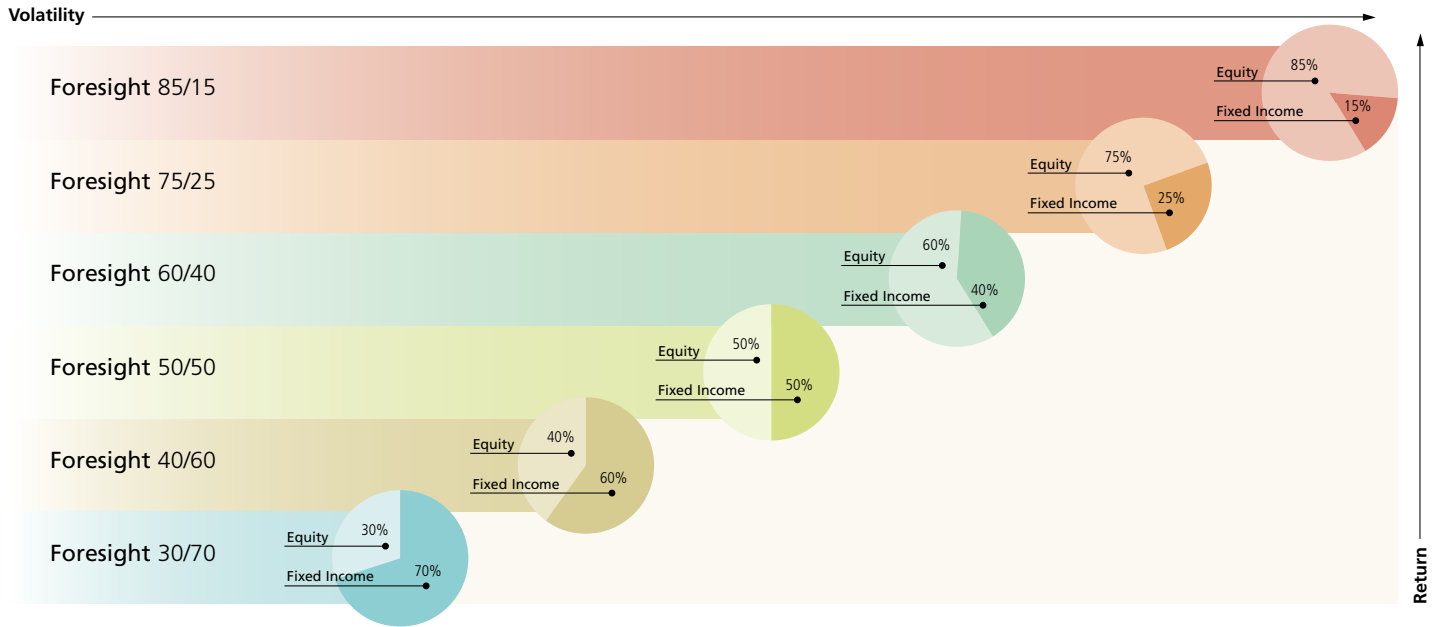 Volatility
Foresight 85/15
Equity
85%
Fixed Income
15%
Foresight 75/25
Equity
75%
Fixed Income
25%
Foresight 60/40
Equity
60%
Fixed Income
40%
Foresight 50/50
Equity
50%
Fixed Income
50%
Foresight 40/60
Equity
40%
Fixed Income
60%
Foresight 30/70
Equity
30%
Fixed Income
70%
Return